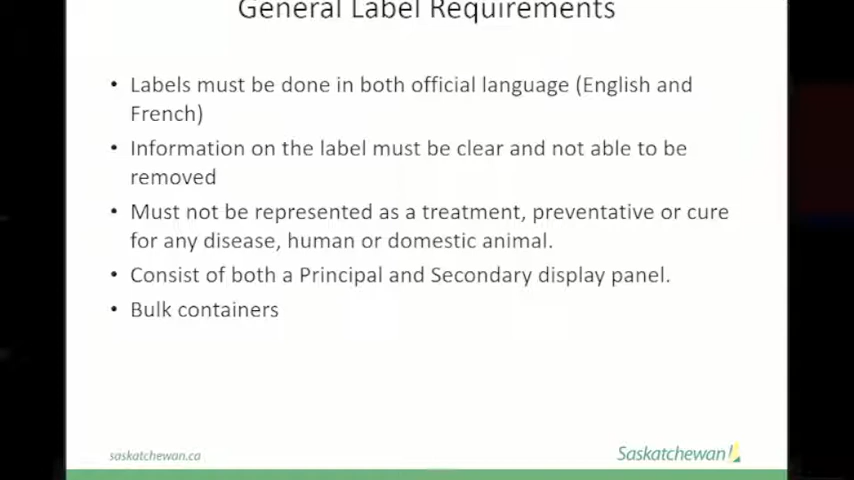 General Label Requirements
• Labels must be done in both official language (English and
French)
• Information on the label must be clear and not able to be
removed
• Must not be represented as a treatment, preventative or cure
for any disease, human or domestic animal.
• Consist of both a Principal and Secondary display panel.
• Bulk containers
saskatchewan.ca
Saskatchewan